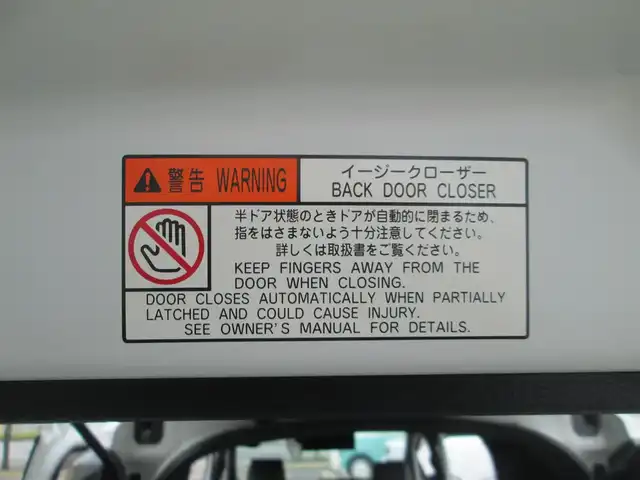 警告 WARNING
イージークローザー
BACK DOOR CLOSER
半ドア状態のときドアが自動的に閉まるため、
指をはさまないよう十分注意してください。
詳しくは取扱書をご覧ください。
KEEP FINGERS AWAY FROM THE
DOOR WHEN CLOSING.
DOOR CLOSES AUTOMATICALLY WHEN PARTIALLY
LATCHED AND COULD CAUSE INJURY.
SEE OWNER'S MANUAL FOR DETAILS.